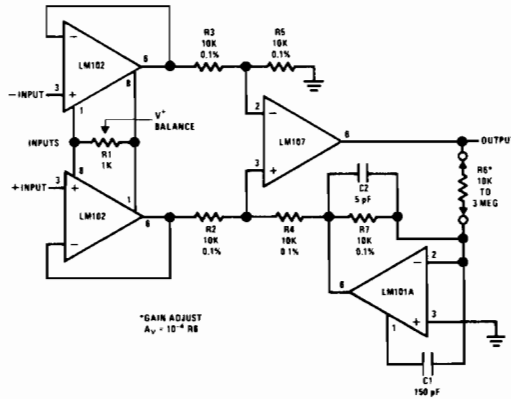 LM102
6
8
3
1
−INPUT
−
+
R3
10K
0.1%
R5
10K
0.1%
V+
BALANCE
INPUTS
R1
1K
2
3
−
+
LM107
6
OUTPUT
R6*
10K
TO
3 MEG
+INPUT
3
8
1
+
−
LM102
6
R2
10K
0.1%
R4
10K
0.1%
C2
5 pF
R7
10K
0.1%
6
LM101A
−
2
+
3
1
C1
150 pF
*GAIN ADJUST
AV = 10−4 R6